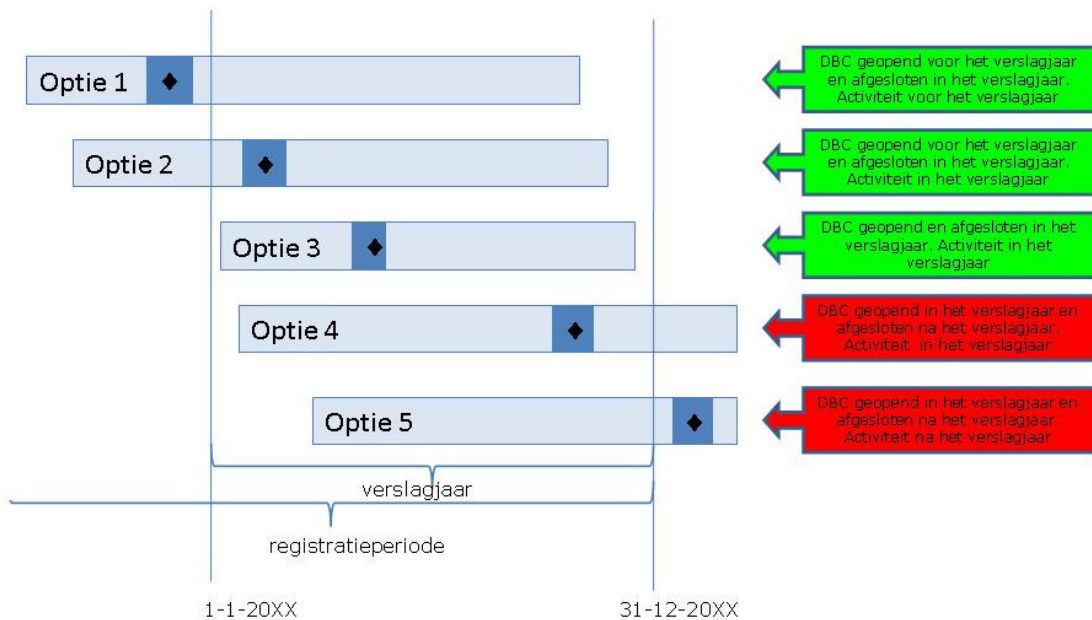 Optie 1
DBC geopend voor het verslagjaar
en afgesloten in het verslagjaar.
Activiteit voor het verslagjaar
Optie 2
DBC geopend voor het verslagjaar
en afgesloten in het verslagjaar.
Activiteit in het verslagjaar
Optie 3
DBC geopend en afgesloten in het
verslagjaar. Activiteit in het
verslagjaar
Optie 4
DBC geopend in het verslagjaar en
afgesloten na het verslagjaar.
Activiteit in het verslagjaar
Optie 5
DBC geopend in het verslagjaar en
afgesloten na het verslagjaar.
Activiteit na het verslagjaar
verslagjaar
registratieperiode
1-1-20XX
31-12-20XX